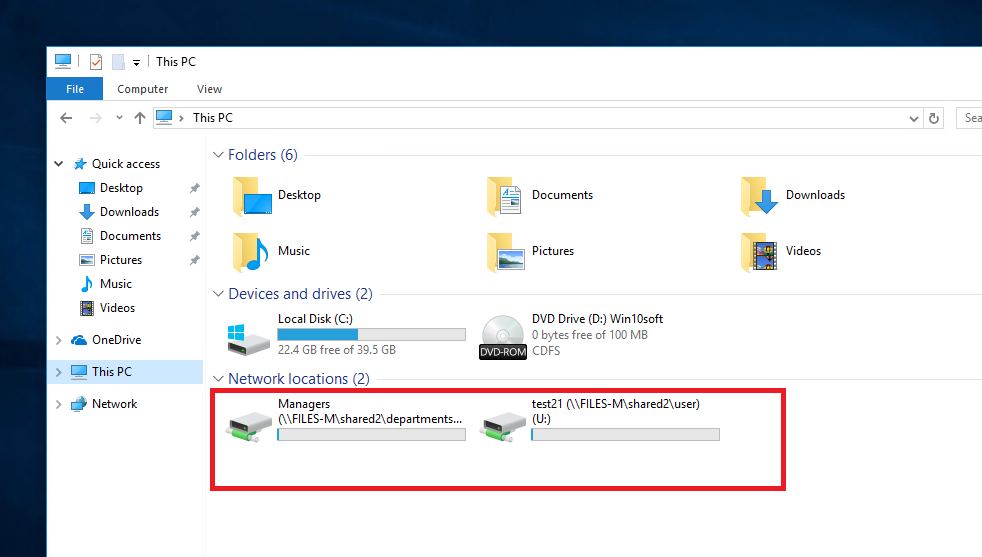 This PC
File Computer View
This PC
Sea
Quick access
Desktop
Downloads
Documents
Pictures
Music
Videos
OneDrive
This PC
Network
Folders (6)
Desktop
Documents
Downloads
Music
Pictures
Videos
Devices and drives (2)
Local Disk (C:)
22.4 GB free of 39.5 GB
DVD-ROM
DVD Drive (D:) Win10soft
0 bytes free of 100 MB
CDFS
Network locations (2)
Managers
(\\FILES-M\shared2\departments...
test21 (\\FILES-M\shared2\user)
(U:)